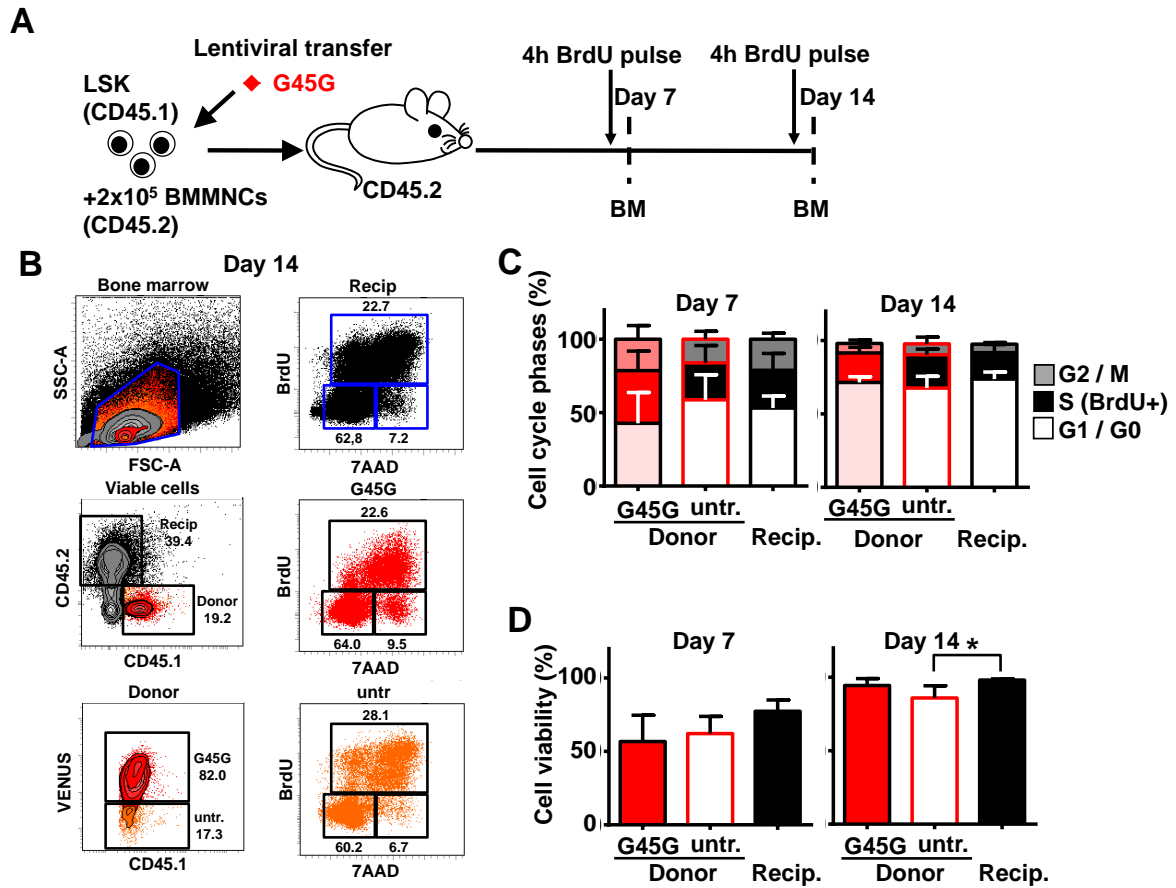 A
Lentiviral transfer
G45G
LSK
(CD45.1)
+2x10⁵ BMMNCs
(CD45.2)
CD45.2
4h BrdU pulse
4h BrdU pulse
Day 7
Day 14
BM
BM
B
Day 14
Bone marrow
SSC-A
FSC-A
Recip
22.7
BrdU
62,8
7.2
7AAD
Viable cells
Recip
39.4
CD45.2
Donor
19.2
CD45.1
G45G
22.6
BrdU
64.0
9.5
7AAD
Donor
VENUS
G45G
82.0
untr.
17.3
CD45.1
untr
28.1
BrdU
60.2
6.7
7AAD
C
Cell cycle phases (%)
Day 7
Day 14
100
50
0
G2 / M
S (BrdU+)
G1 / G0
G45G untr.
Donor
Recip.
G45G untr.
Donor
Recip.
D
Cell viability (%)
Day 7
Day 14
*
100
50
0
G45G untr.
Donor
Recip.
G45G untr.
Donor
Recip.